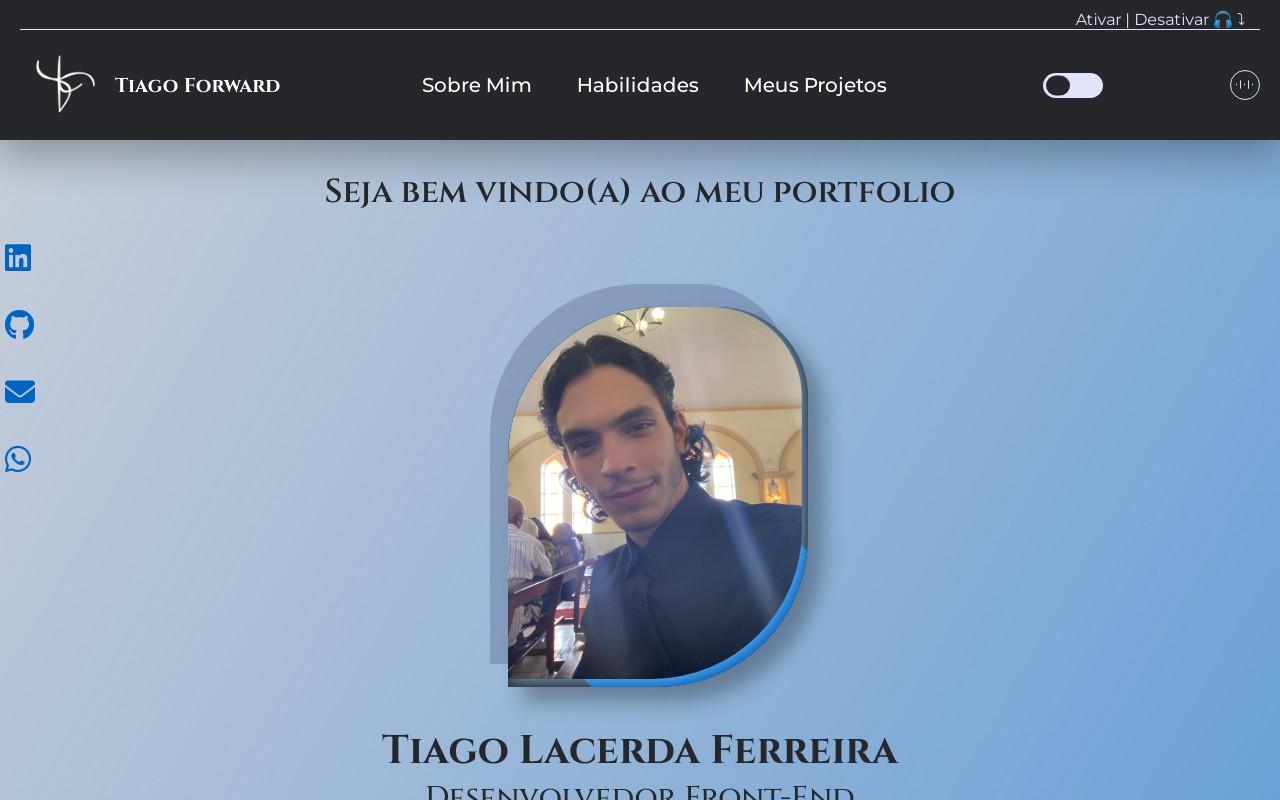 Ativar | Desativar 🎧 ⤵
Tiago Forward
Sobre Mim
Habilidades
Meus Projetos
Seja bem vindo(a) ao meu portfolio
Tiago Lacerda Ferreira
Desenvolvedor Front-End